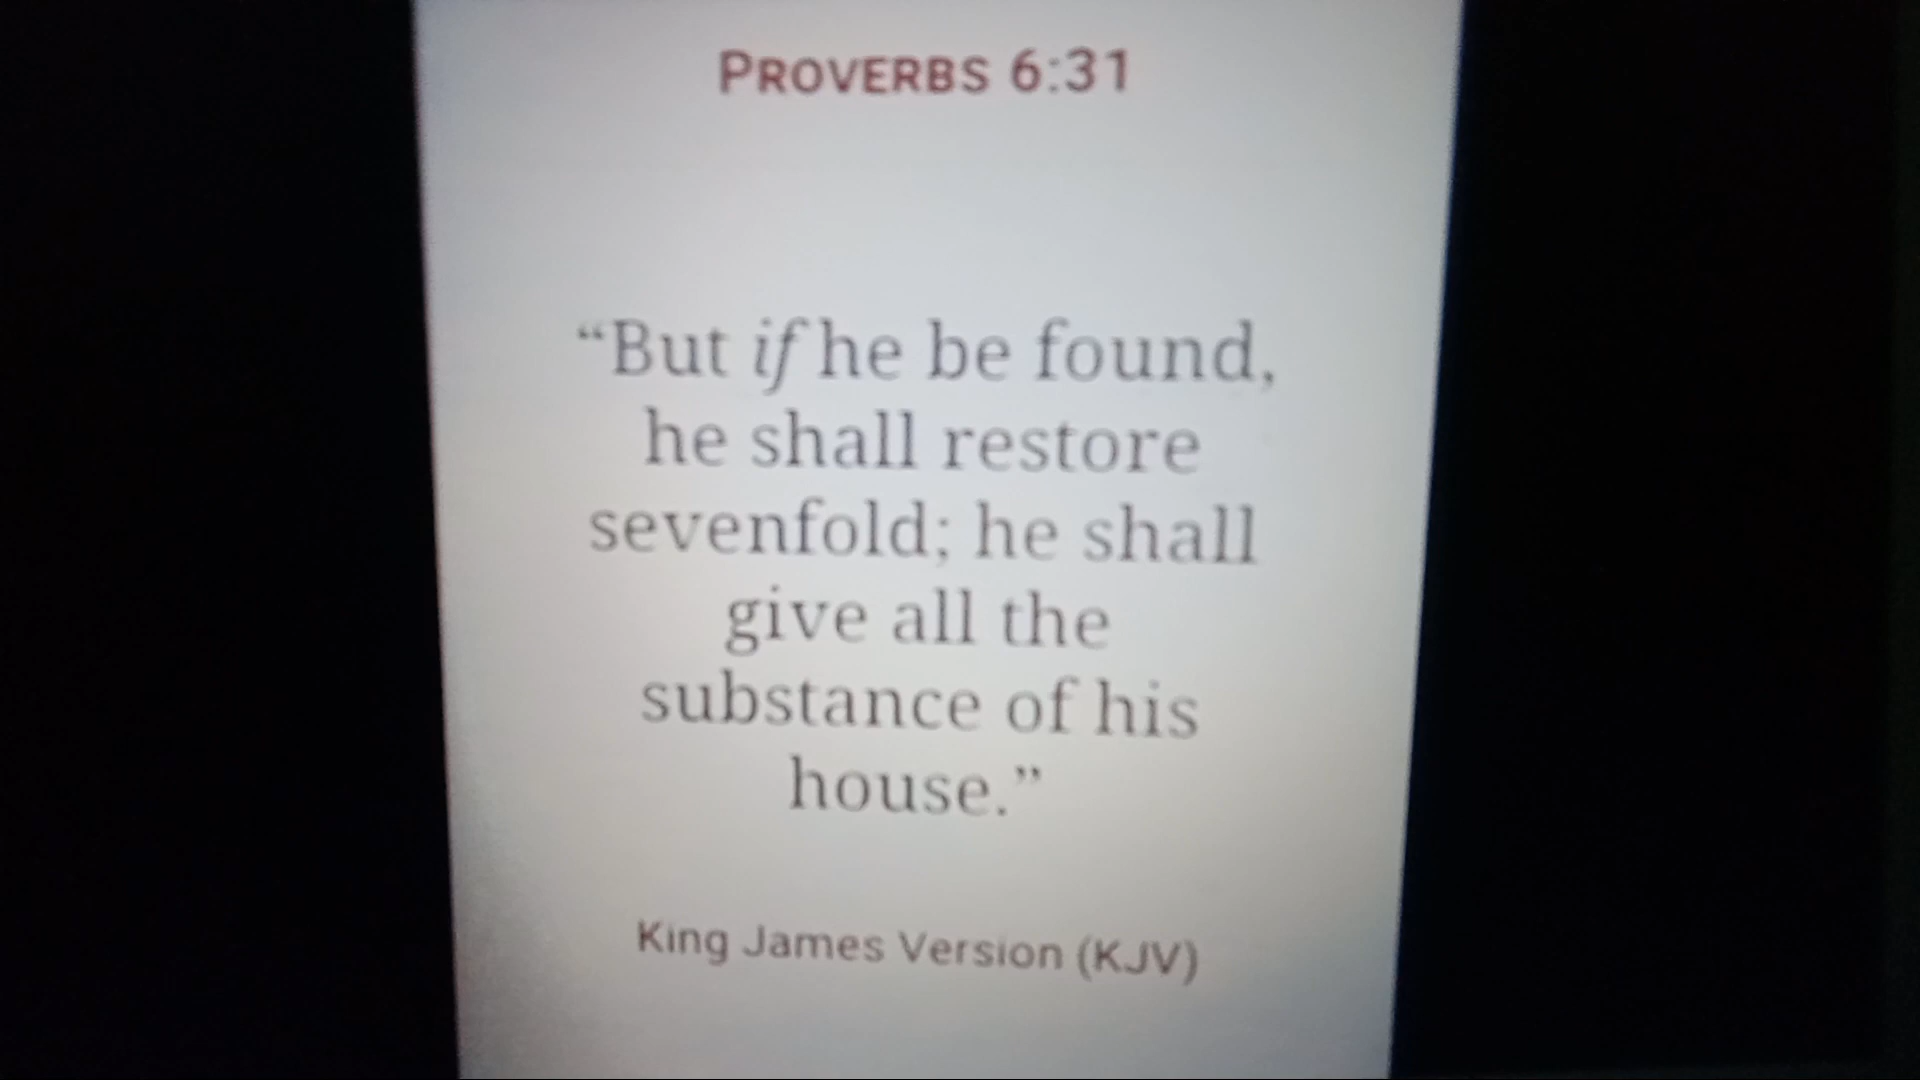 PROVERBS 6:31
“But if he be found,
he shall restore
sevenfold; he shall
give all the
substance of his
house.”
King James Version (KJV)